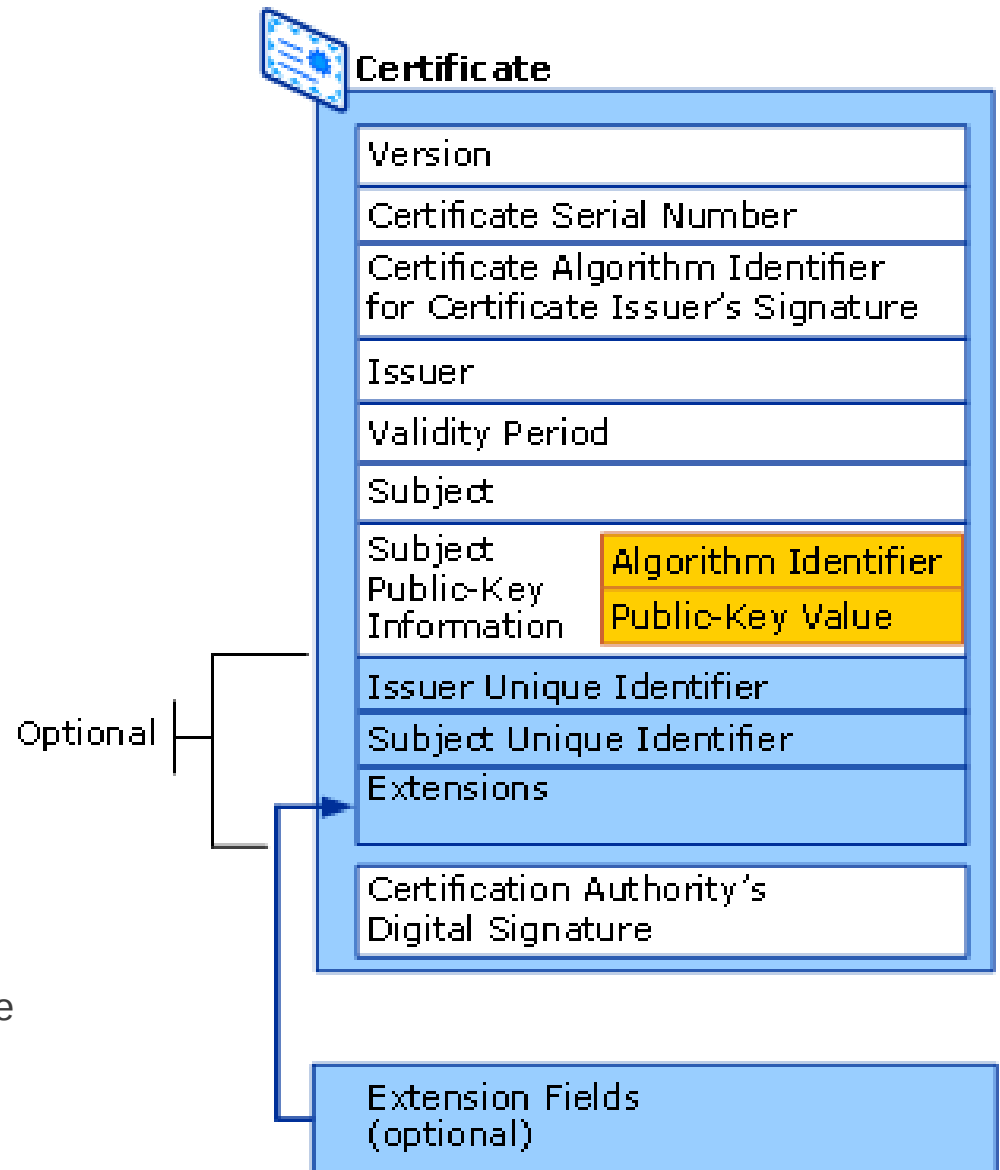 Certificate
Version
Certificate Serial Number
Certificate Algorithm Identifier
for Certificate Issuer's Signature
Issuer
Validity Period
Subject
Subject
Public-Key
Information
Algorithm Identifier
Public-Key Value
Issuer Unique Identifier
Optional
Subject Unique Identifier
Extensions
Certification Authority's
Digital Signature
e
Extension Fields
(optional)